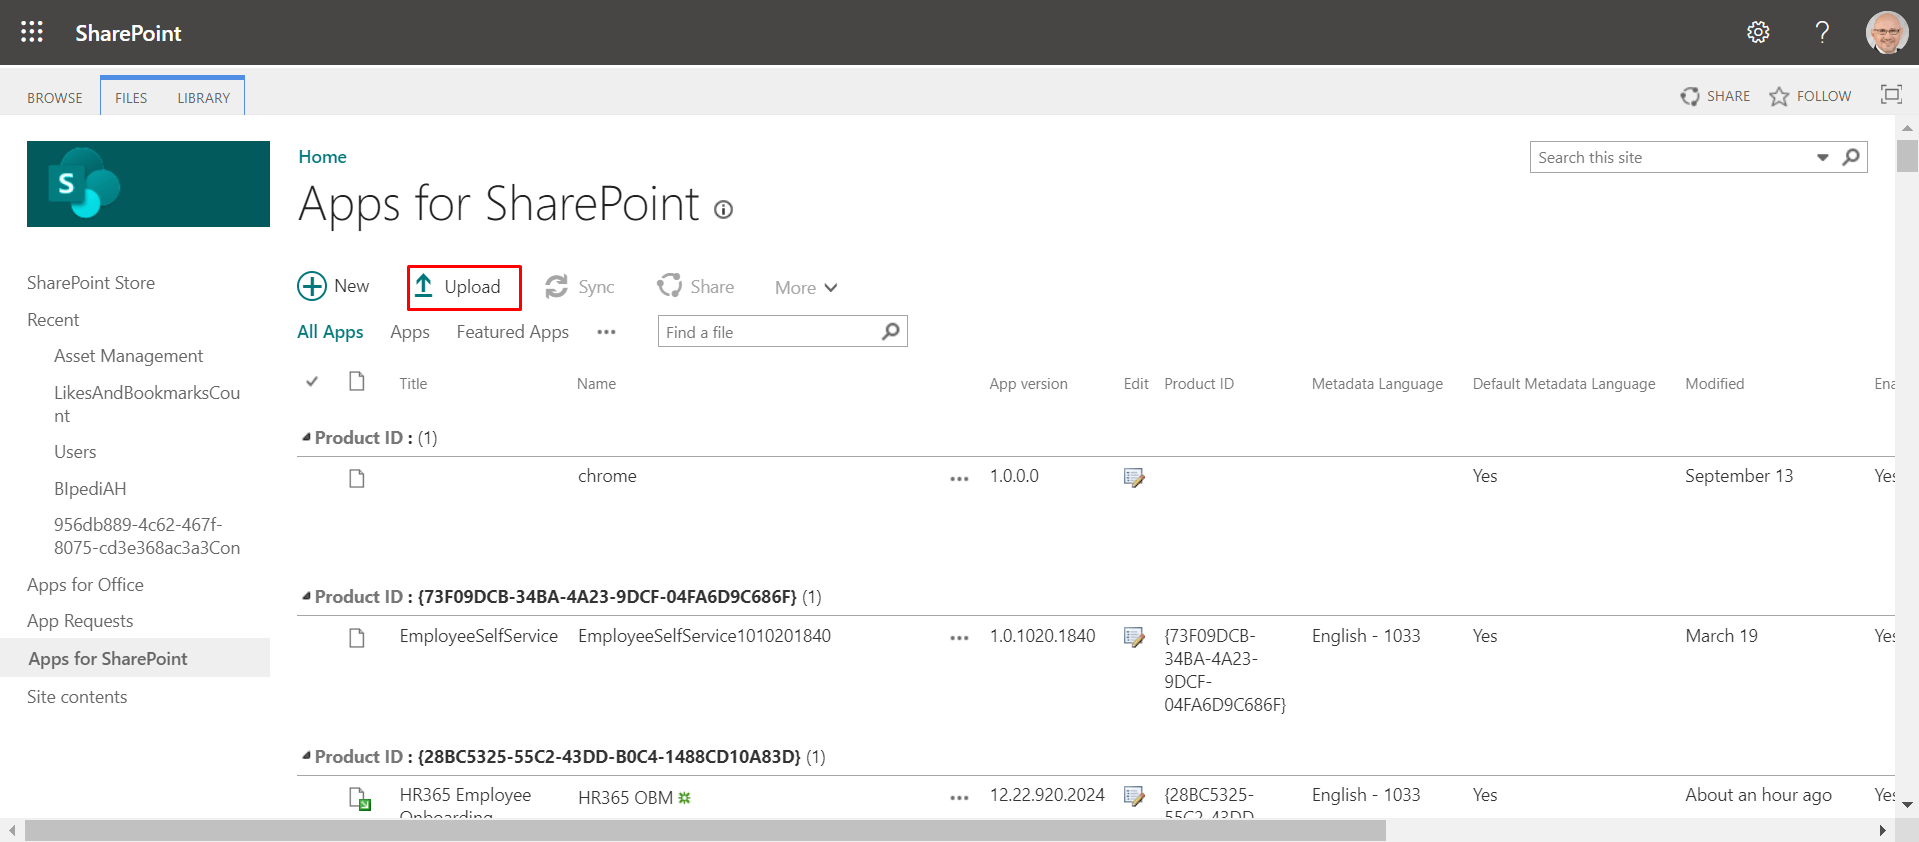 SharePoint
BROWSE
FILES
LIBRARY
SHARE
FOLLOW
S
Home
Search this site
Apps for SharePoint
SharePoint Store
Recent
Asset Management
LikesAndBookmarksCou
nt
Users
BIpediAH
956db889-4c62-467f-
8075-cd3e368ac3a3Con
Apps for Office
App Requests
Apps for SharePoint
Site contents
New
Upload
Sync
Share
More
All Apps
Apps
Featured Apps
Find a file
Title Name App version Edit Product ID Metadata Language Default Metadata Language Modified Ena
Product ID : (1)
chrome 1.0.0.0 Yes September 13 Yes
Product ID : {73F09DCB-34BA-4A23-9DCF-04FA6D9C686F} (1)
EmployeeSelfService EmployeeSelfService1010201840 1.0.1020.1840 {73F09DCB- English - 1033 Yes March 19 Yes
34BA-4A23-
9DCF-
04FA6D9C686F}
Product ID : {28BC5325-55C2-43DD-B0C4-1488CD10A83D} (1)
HR365 Employee HR365 OBM 12.22.920.2024 {28BC5325- English - 1033 Yes About an hour ago Yes
Onboarding 55C2-43DD-